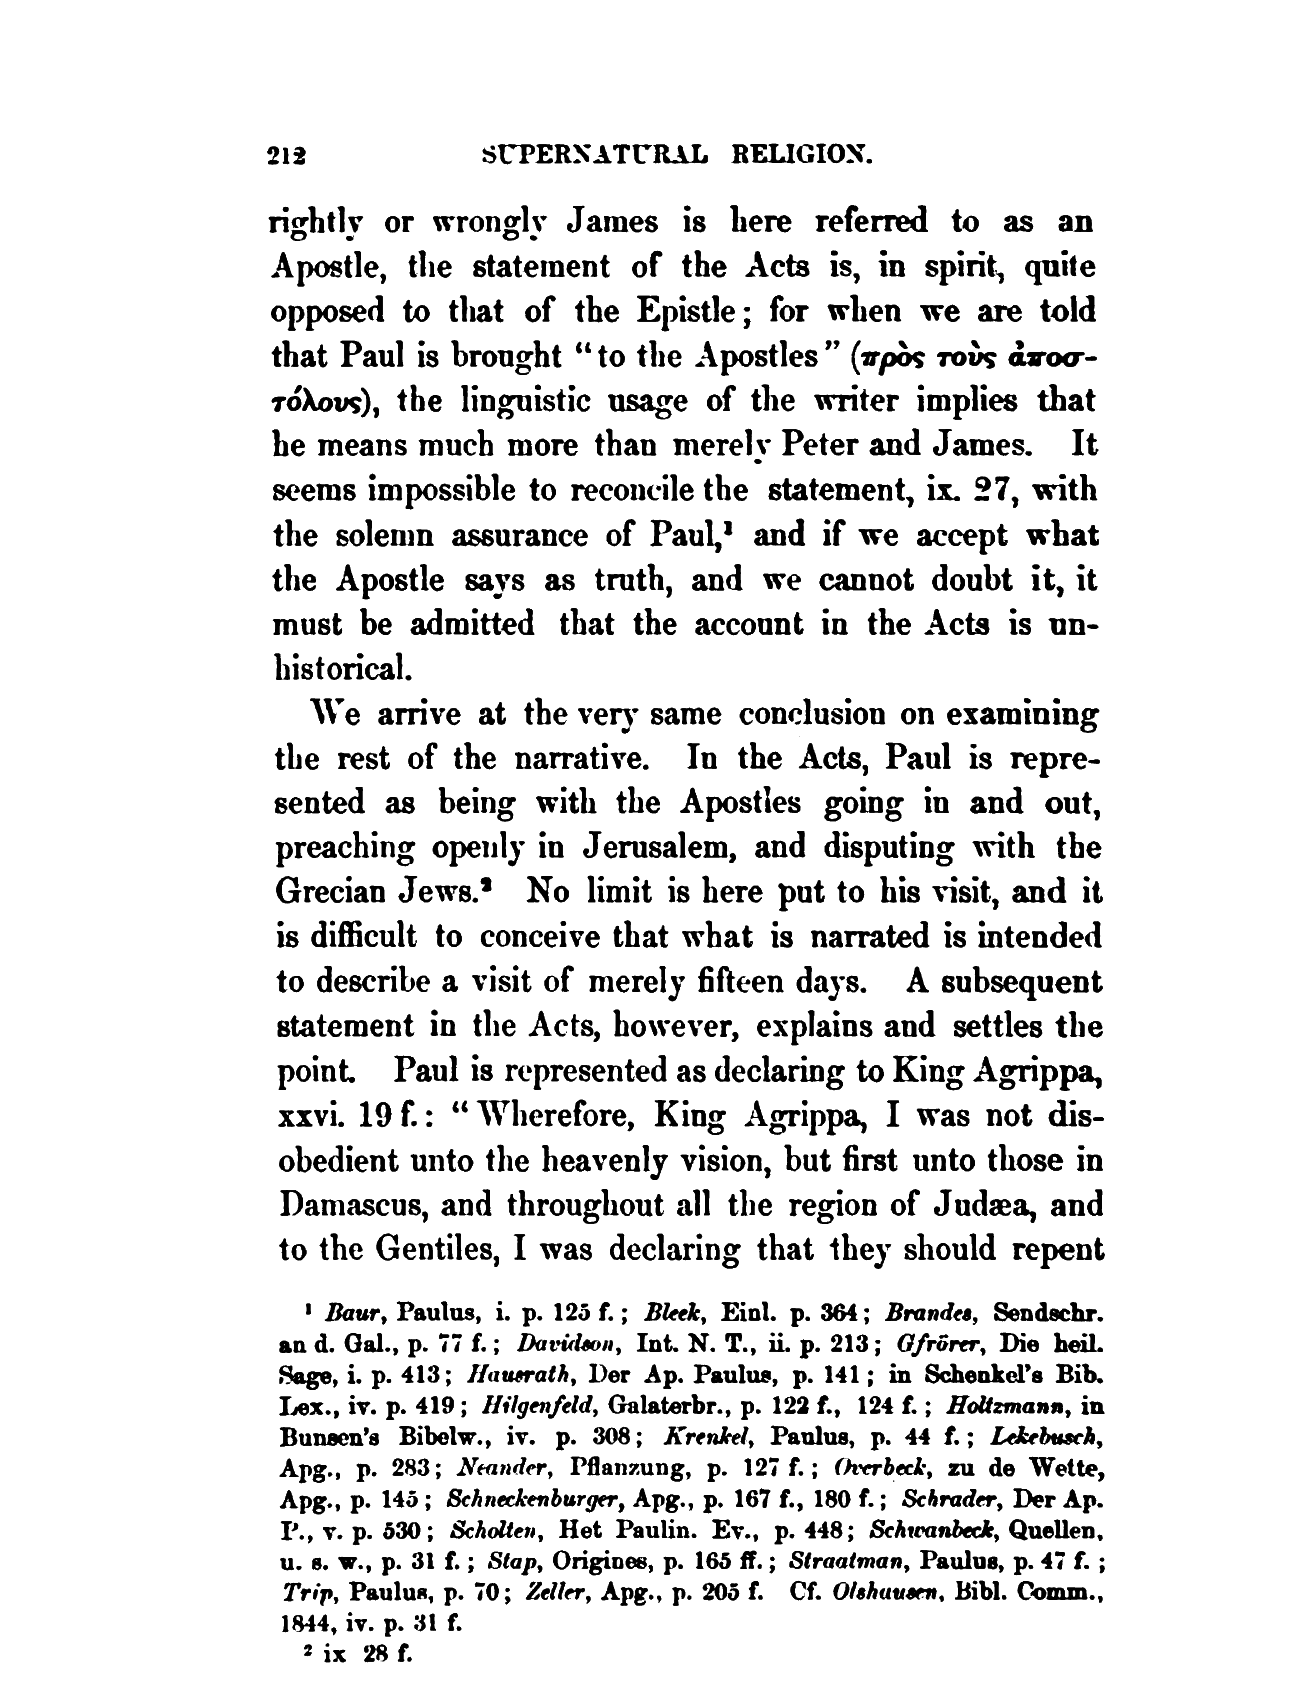 212 SUPERNATURAL RELIGION.
rightly or wrongly James is here referred to as an
Apostle, the statement of the Acts is, in spirit, quite
opposed to that of the Epistle; for when we are told
that Paul is brought “to the Apostles” (πρὸς τοὺς ἀποσ-
τόλους), the linguistic usage of the writer implies that
he means much more than merely Peter and James. It
seems impossible to reconcile the statement, ix. 27, with
the solemn assurance of Paul,¹ and if we accept what
the Apostle says as truth, and we cannot doubt it, it
must be admitted that the account in the Acts is un-
historical.
We arrive at the very same conclusion on examining
the rest of the narrative. In the Acts, Paul is repre-
sented as being with the Apostles going in and out,
preaching openly in Jerusalem, and disputing with the
Grecian Jews.² No limit is here put to his visit, and it
is difficult to conceive that what is narrated is intended
to describe a visit of merely fifteen days. A subsequent
statement in the Acts, however, explains and settles the
point. Paul is represented as declaring to King Agrippa,
xxvi. 19 f.: “Wherefore, King Agrippa, I was not dis-
obedient unto the heavenly vision, but first unto those in
Damascus, and throughout all the region of Judæa, and
to the Gentiles, I was declaring that they should repent
¹ Baur, Paulus, i. p. 125 f.; Bleek, Einl. p. 364; Brandes, Sendschr.
an d. Gal., p. 77 f.; Davidson, Int. N. T., ii. p. 213; Gfrörer, Die heil.
Sage, i. p. 413; Hausrath, Der Ap. Paulus, p. 141; in Schenkel's Bib.
Lex., iv. p. 419; Hilgenfeld, Galaterbr., p. 122 f., 124 f.; Holtzmann, in
Bunsen's Bibelw., iv. p. 308; Krenkel, Paulus, p. 44 f.; Lekebusch,
Apg., p. 283; Neander, Pflanzung, p. 127 f.; Overbeck, zu de Wette,
Apg., p. 145; Schneckenburger, Apg., p. 167 f., 180 f.; Schrader, Der Ap.
P., v. p. 530; Scholten, Het Paulin. Ev., p. 448; Schwanbeck, Quellen,
u. s. w., p. 31 f.; Stap, Origines, p. 165 ff.; Straatman, Paulus, p. 47 f.;
Trip, Paulus, p. 70; Zeller, Apg., p. 205 f. Cf. Olshausen, Bibl. Comm.,
1844, iv. p. 31 f.
² ix 28 f.